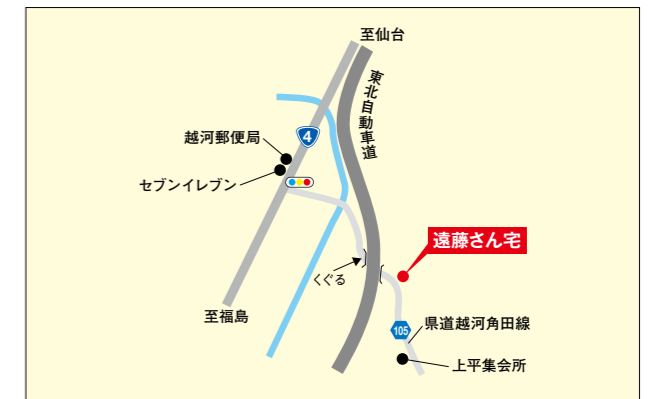 至仙台
東北自動車道
越河郵便局
4
セブンイレブン
遠藤さん宅
くぐる
至福島
105
県道越河角田線
上平集会所